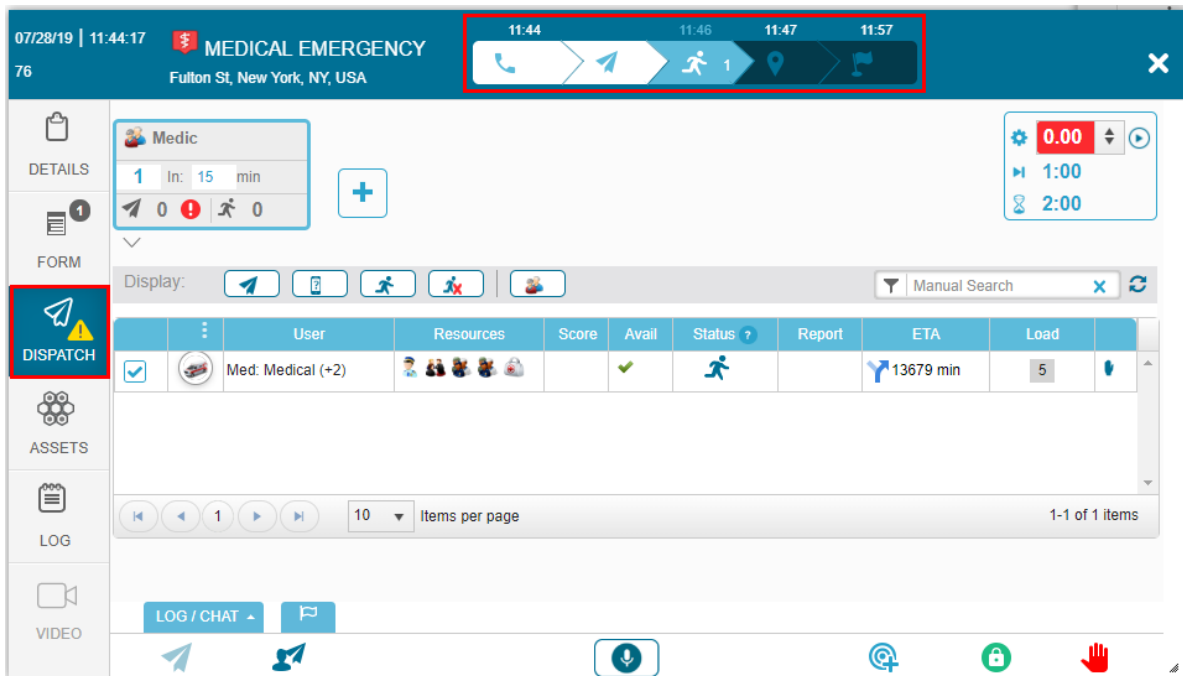 07/28/19 | 11:44:17
76
MEDICAL EMERGENCY
Fulton St, New York, NY, USA
11:44 11:46 11:47 11:57
1
DETAILS
1
FORM
DISPATCH
ASSETS
LOG
VIDEO
Medic
1 In: 15 min
0 0
0.00
1:00
2:00
Display:
Manual Search
User Resources Score Avail Status ? Report ETA Load
Med: Medical (+2) 13679 min 5
1 10 Items per page 1-1 of 1 items
LOG / CHAT